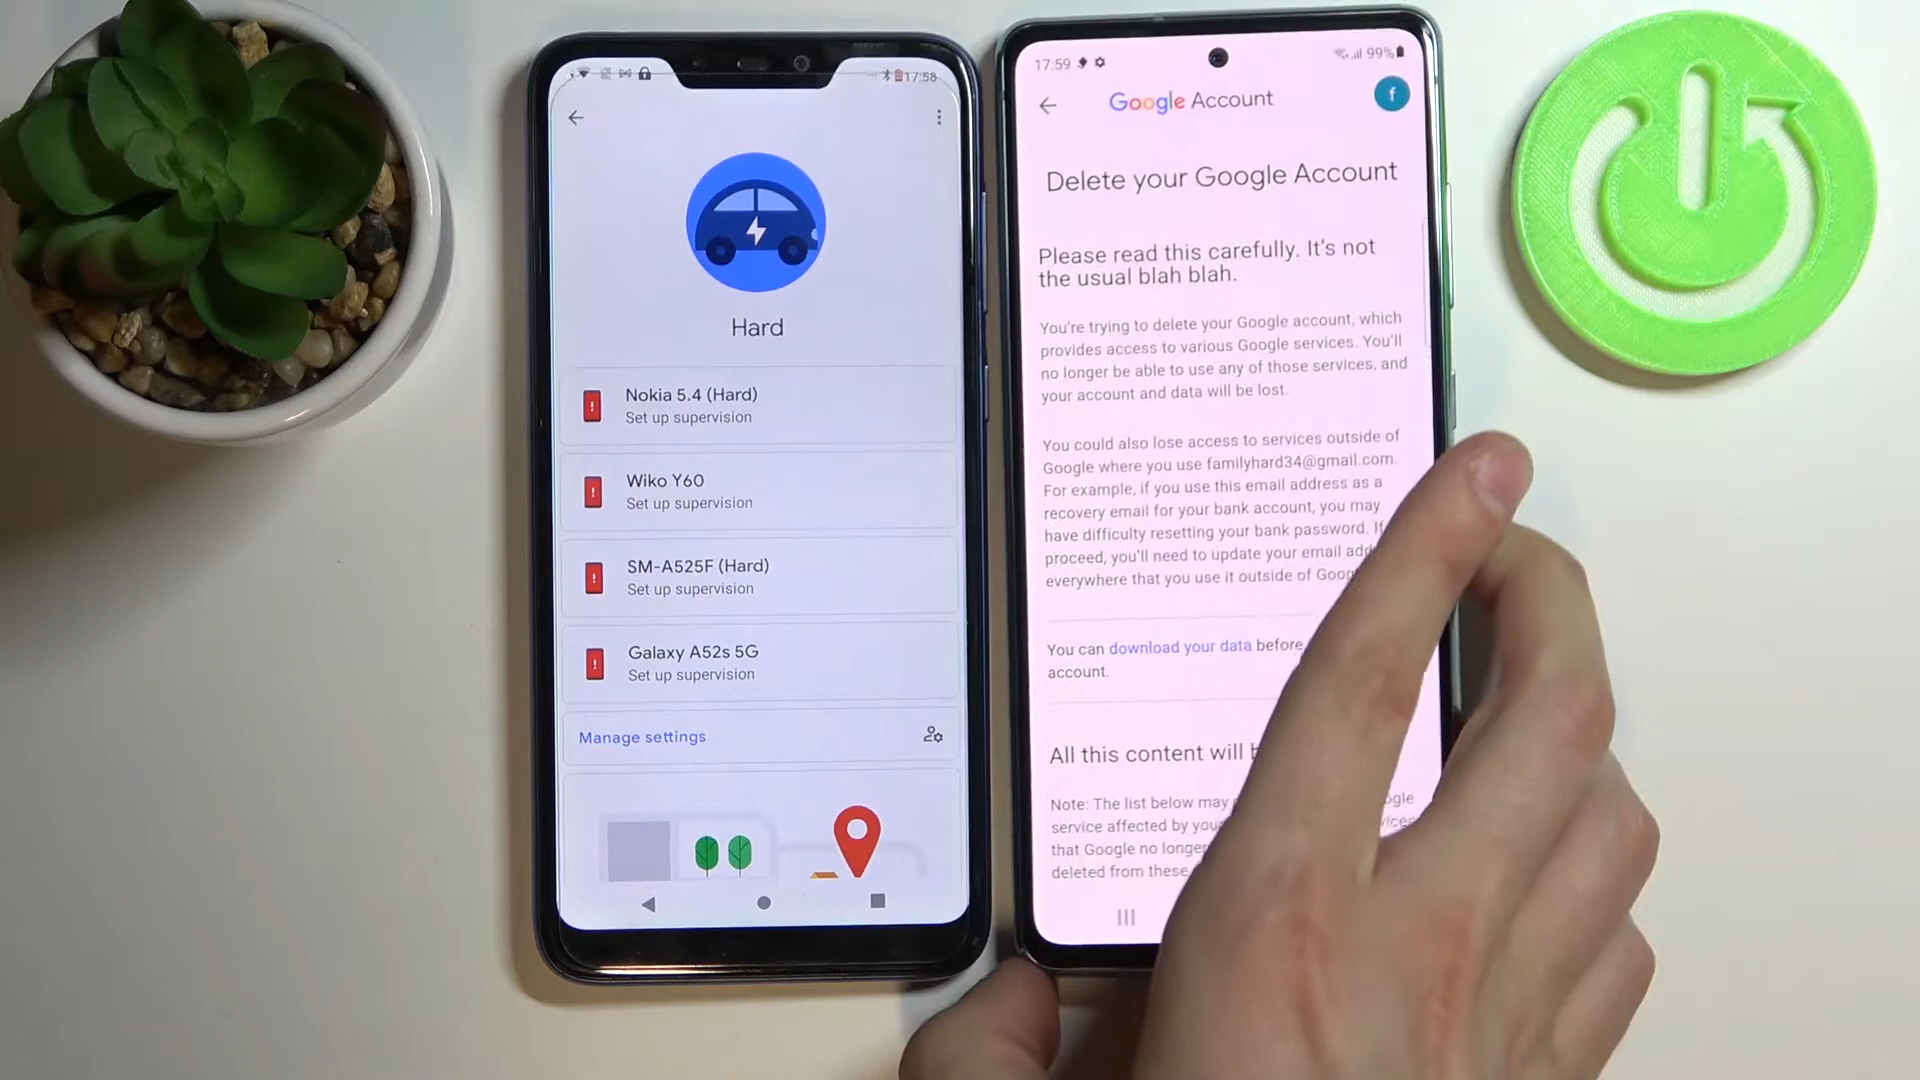 17:58
Hard
Nokia 5.4 (Hard)
Set up supervision
Wiko Y60
Set up supervision
SM-A525F (Hard)
Set up supervision
Galaxy A52s 5G
Set up supervision
Manage settings
17:59
99%
Google Account
f
Delete your Google Account
Please read this carefully. It's not
the usual blah blah.
You're trying to delete your Google account, which
provides access to various Google services. You'll
no longer be able to use any of those services, and
your account and data will be lost.
You could also lose access to services outside of
Google where you use familyhard34@gmail.com.
For example, if you use this email address as a
recovery email for your bank account, you may
have difficulty resetting your bank password. If
proceed, you'll need to update your email
everywhere that you use it outside of
You can download your data before
account.
All this content will
Note: The list below may
service affected by
that Google no longer
deleted from these